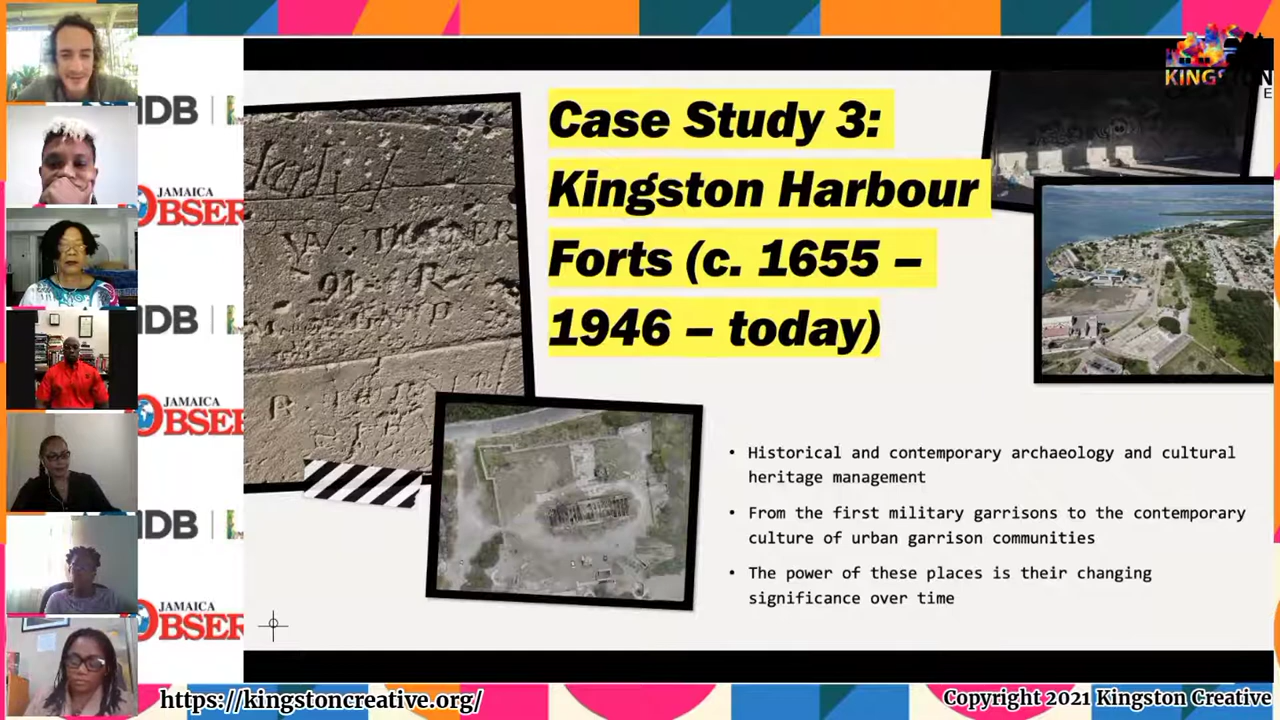 KINGSTON
E
IDB
JAMAICA
OBSER
IDB
JAMAICA
OBSER
IDB
JAMAICA
OBSER
Case Study 3:
Kingston Harbour
Forts (c. 1655 –
1946 – today)
R.
• Historical and contemporary archaeology and cultural
heritage management
• From the first military garrisons to the contemporary
culture of urban garrison communities
• The power of these places is their changing
significance over time
https://kingstoncreative.org/
Copyright 2021 Kingston Creative